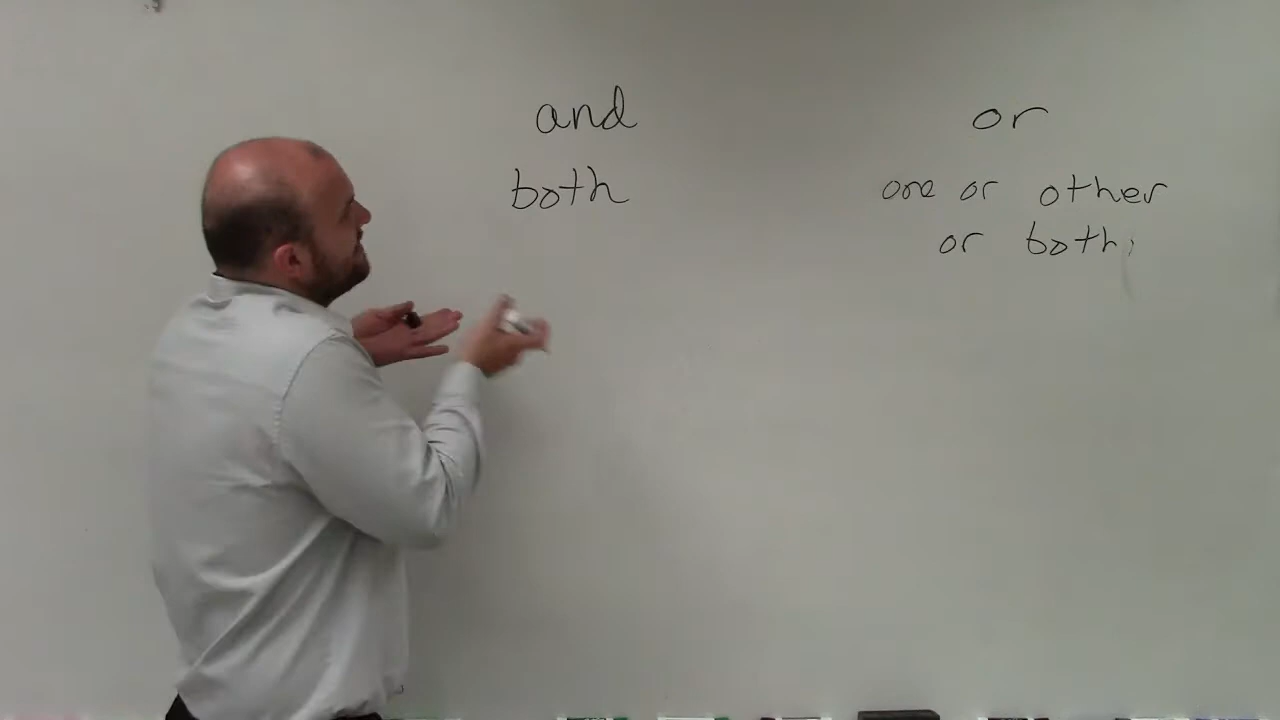 and
both
or
one or other
or both